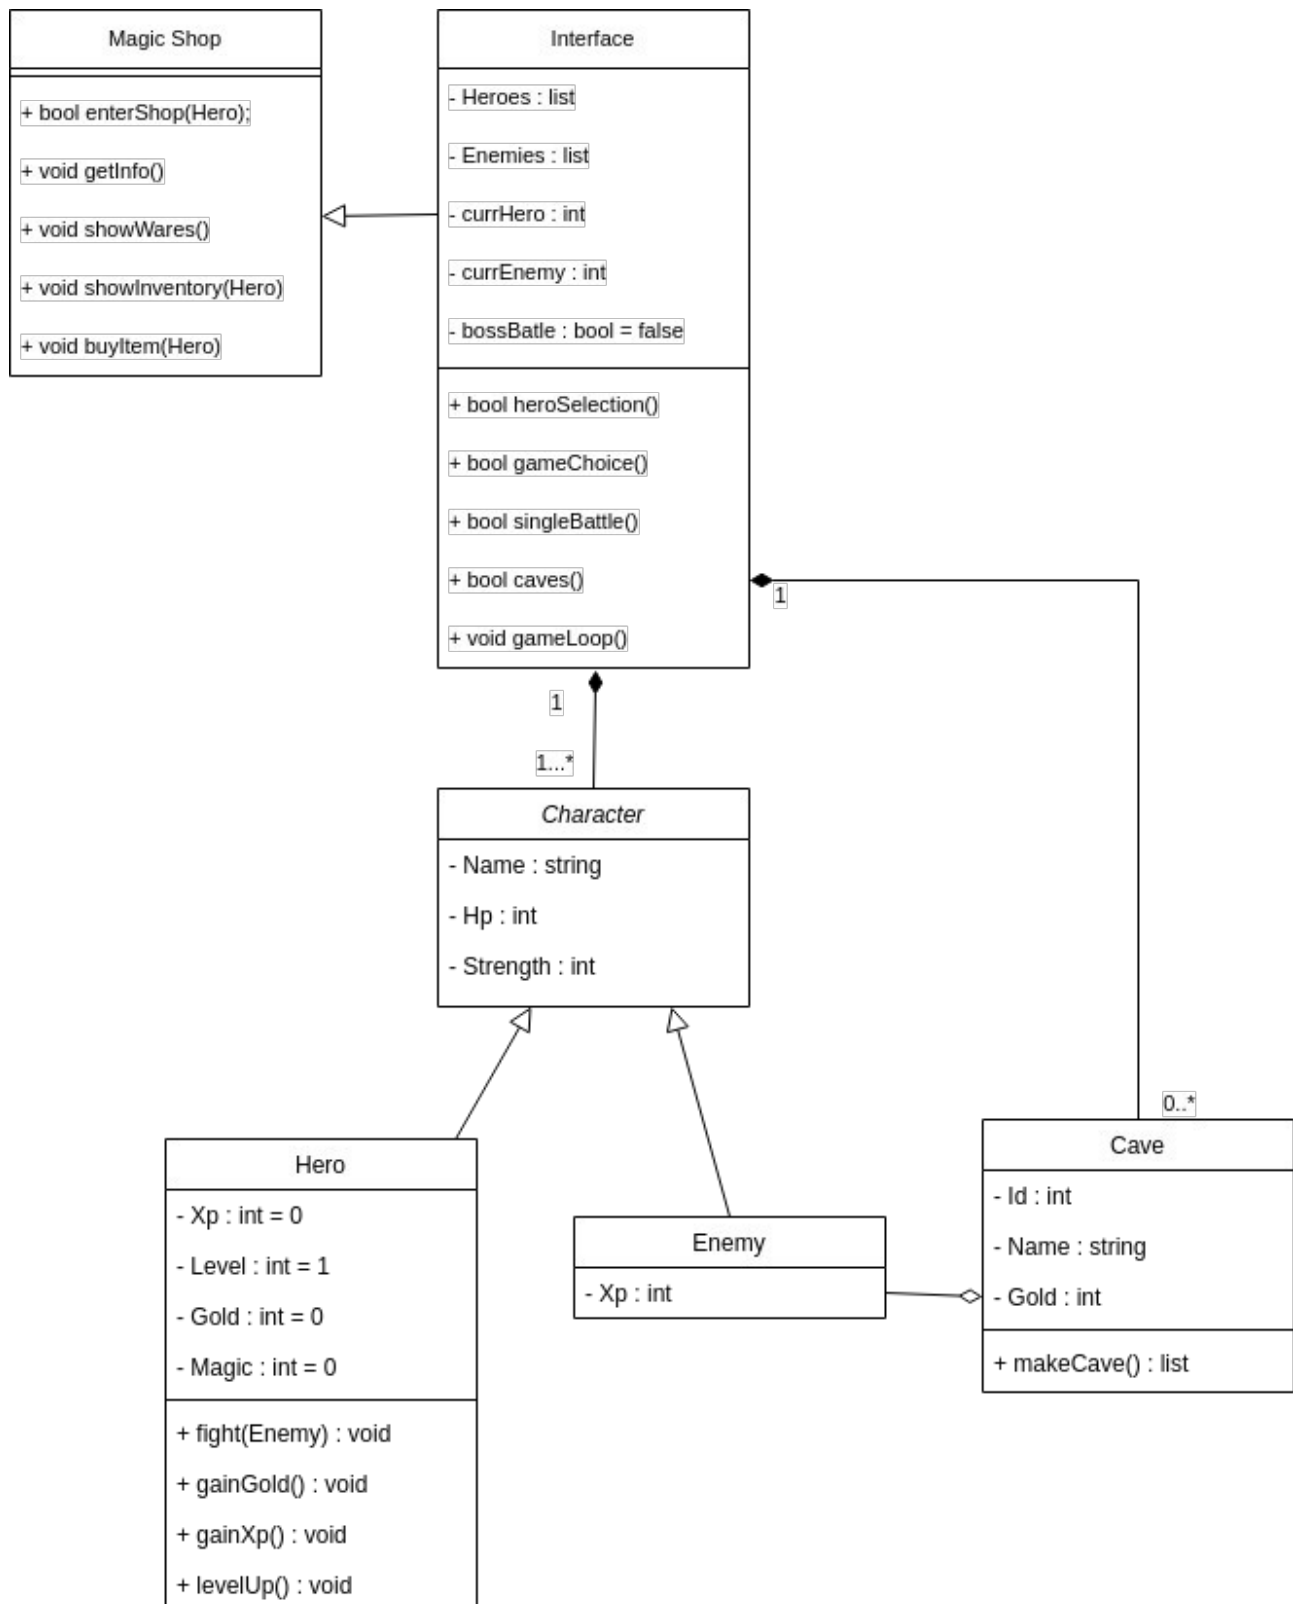 Magic Shop
+ bool enterShop(Hero);
+ void getInfo()
+ void showWares()
+ void showInventory(Hero)
+ void buyItem(Hero)
Interface
- Heroes : list
- Enemies : list
- currHero : int
- currEnemy : int
- bossBatle : bool = false
+ bool heroSelection()
+ bool gameChoice()
+ bool singleBattle()
+ bool caves()
+ void gameLoop()
1
1
1...*
Character
- Name : string
- Hp : int
- Strength : int
0..*
Hero
- Xp : int = 0
- Level : int = 1
- Gold : int = 0
- Magic : int = 0
+ fight(Enemy) : void
+ gainGold() : void
+ gainXp() : void
+ levelUp() : void
Enemy
- Xp : int
Cave
- Id : int
- Name : string
- Gold : int
+ makeCave() : list